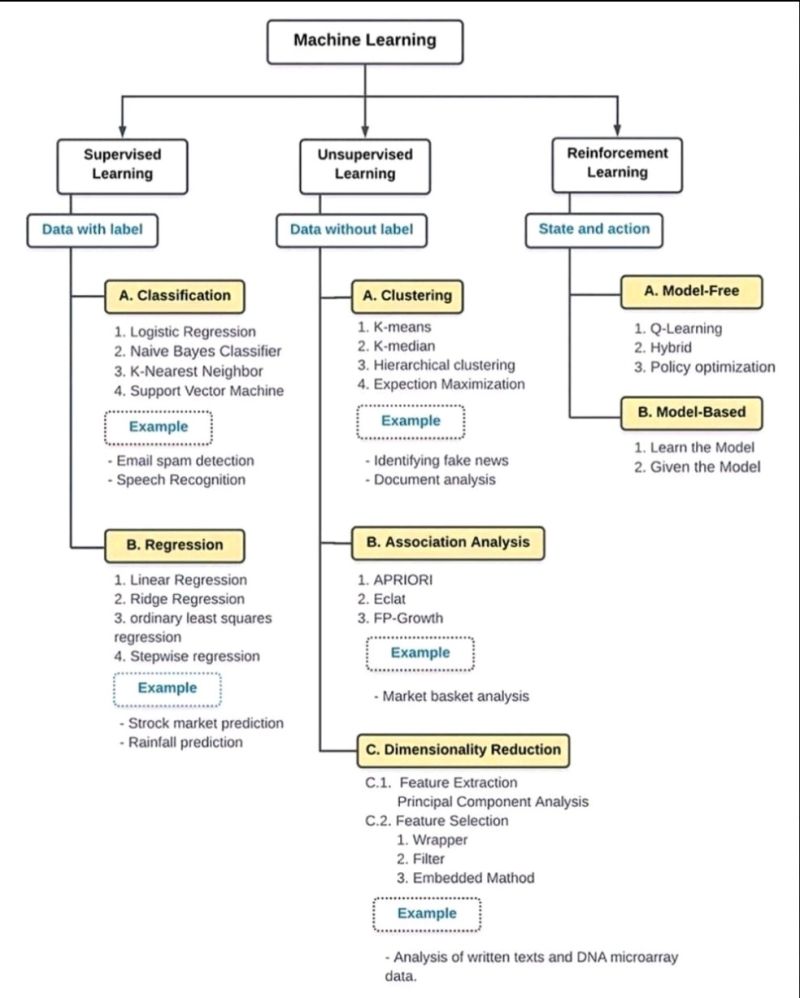 Machine Learning
Supervised
Learning
Data with label
A. Classification
1. Logistic Regression
2. Naive Bayes Classifier
3. K-Nearest Neighbor
4. Support Vector Machine
Example
- Email spam detection
- Speech Recognition
B. Regression
1. Linear Regression
2. Ridge Regression
3. ordinary least squares
regression
4. Stepwise regression
Example
- Strock market prediction
- Rainfall prediction
Unsupervised
Learning
Data without label
A. Clustering
1. K-means
2. K-median
3. Hierarchical clustering
4. Expection Maximization
Example
- Identifying fake news
- Document analysis
B. Association Analysis
1. APRIORI
2. Eclat
3. FP-Growth
Example
- Market basket analysis
C. Dimensionality Reduction
C.1. Feature Extraction
Principal Component Analysis
C.2. Feature Selection
1. Wrapper
2. Filter
3. Embedded Mathod
Example
- Analysis of written texts and DNA microarray
data.
Reinforcement
Learning
State and action
A. Model-Free
1. Q-Learning
2. Hybrid
3. Policy optimization
B. Model-Based
1. Learn the Model
2. Given the Model